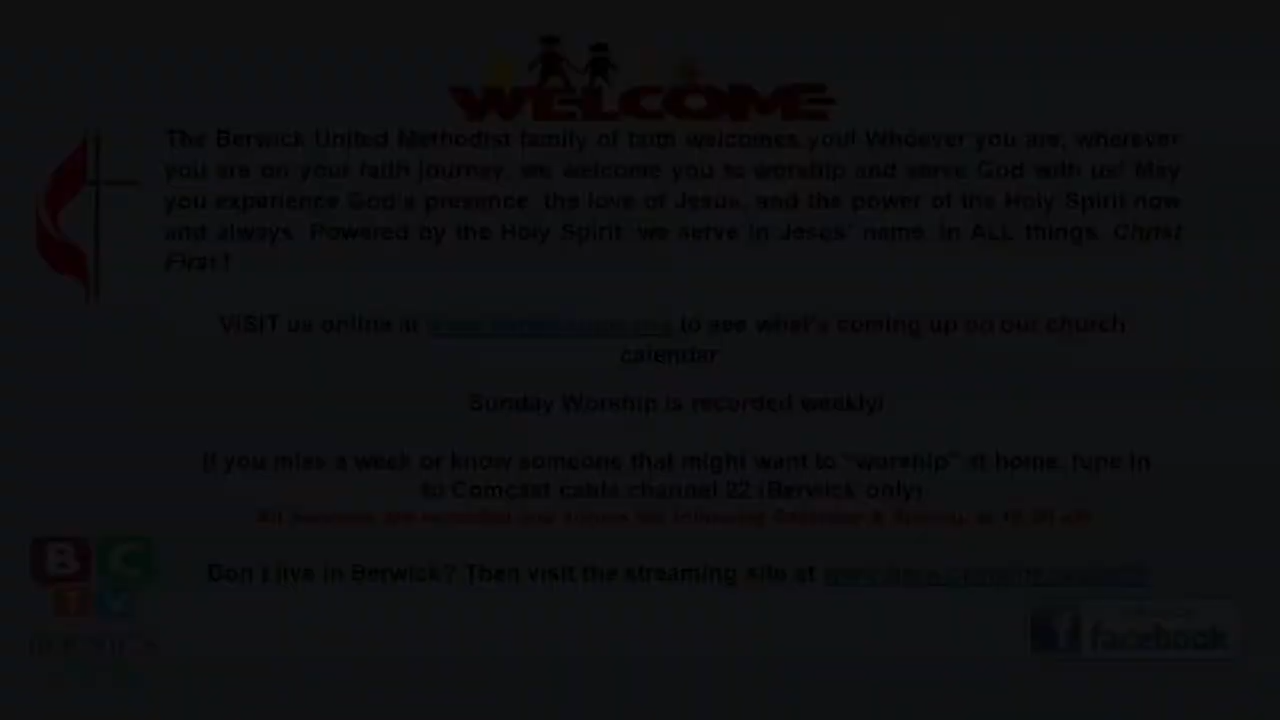 WELCOME
The Berwick United Methodist family of faith welcomes you! Whoever you are, wherever
you are on your faith journey, we welcome you to worship and serve God with us! May
you experience God's presence, the love of Jesus, and the power of the Holy Spirit now
and always. Powered by the Holy Spirit, we serve in Jesus' name, in ALL things, Christ
First!
VISIT us online at to see what's coming up on our church
calendar
Sunday Worship is recorded weekly!
If you miss a week or know someone that might want to "worship" at home, tune in
to Comcast cable channel 22 (Berwick only).
Don't live in Berwick? Then visit the streaming site at
B C
T V
facebook